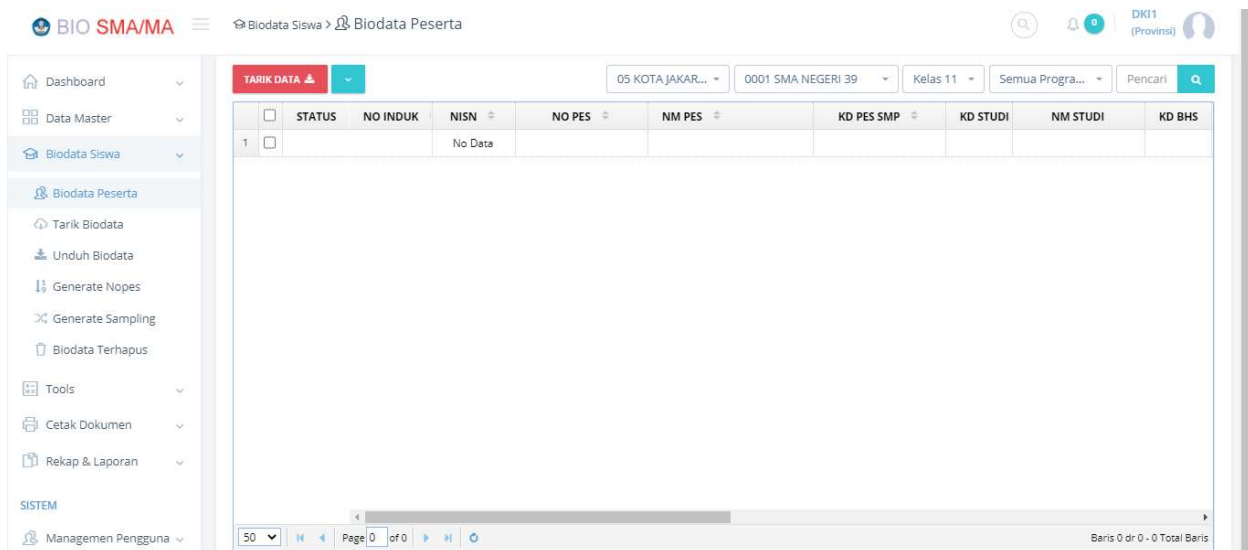 BIO SMA/MA
Biodata Siswa > Biodata Peserta
0
DKI1
(Provinsi)
Dashboard
Data Master
Biodata Siswa
Biodata Peserta
Tarik Biodata
Unduh Biodata
Generate Nopes
Generate Sampling
Biodata Terhapus
Tools
Cetak Dokumen
Rekap & Laporan
SISTEM
Managemen Pengguna
TARIK DATA
05 KOTA JAKAR... 0001 SMA NEGERI 39 Kelas 11 Semua Progra... Pencari
STATUS NO INDUK NISN NO PES NM PES KD PES SMP KD STUDI NM STUDI KD BHS
1 No Data
50 Page 0 of 0 Baris 0 dr 0 - 0 Total Baris